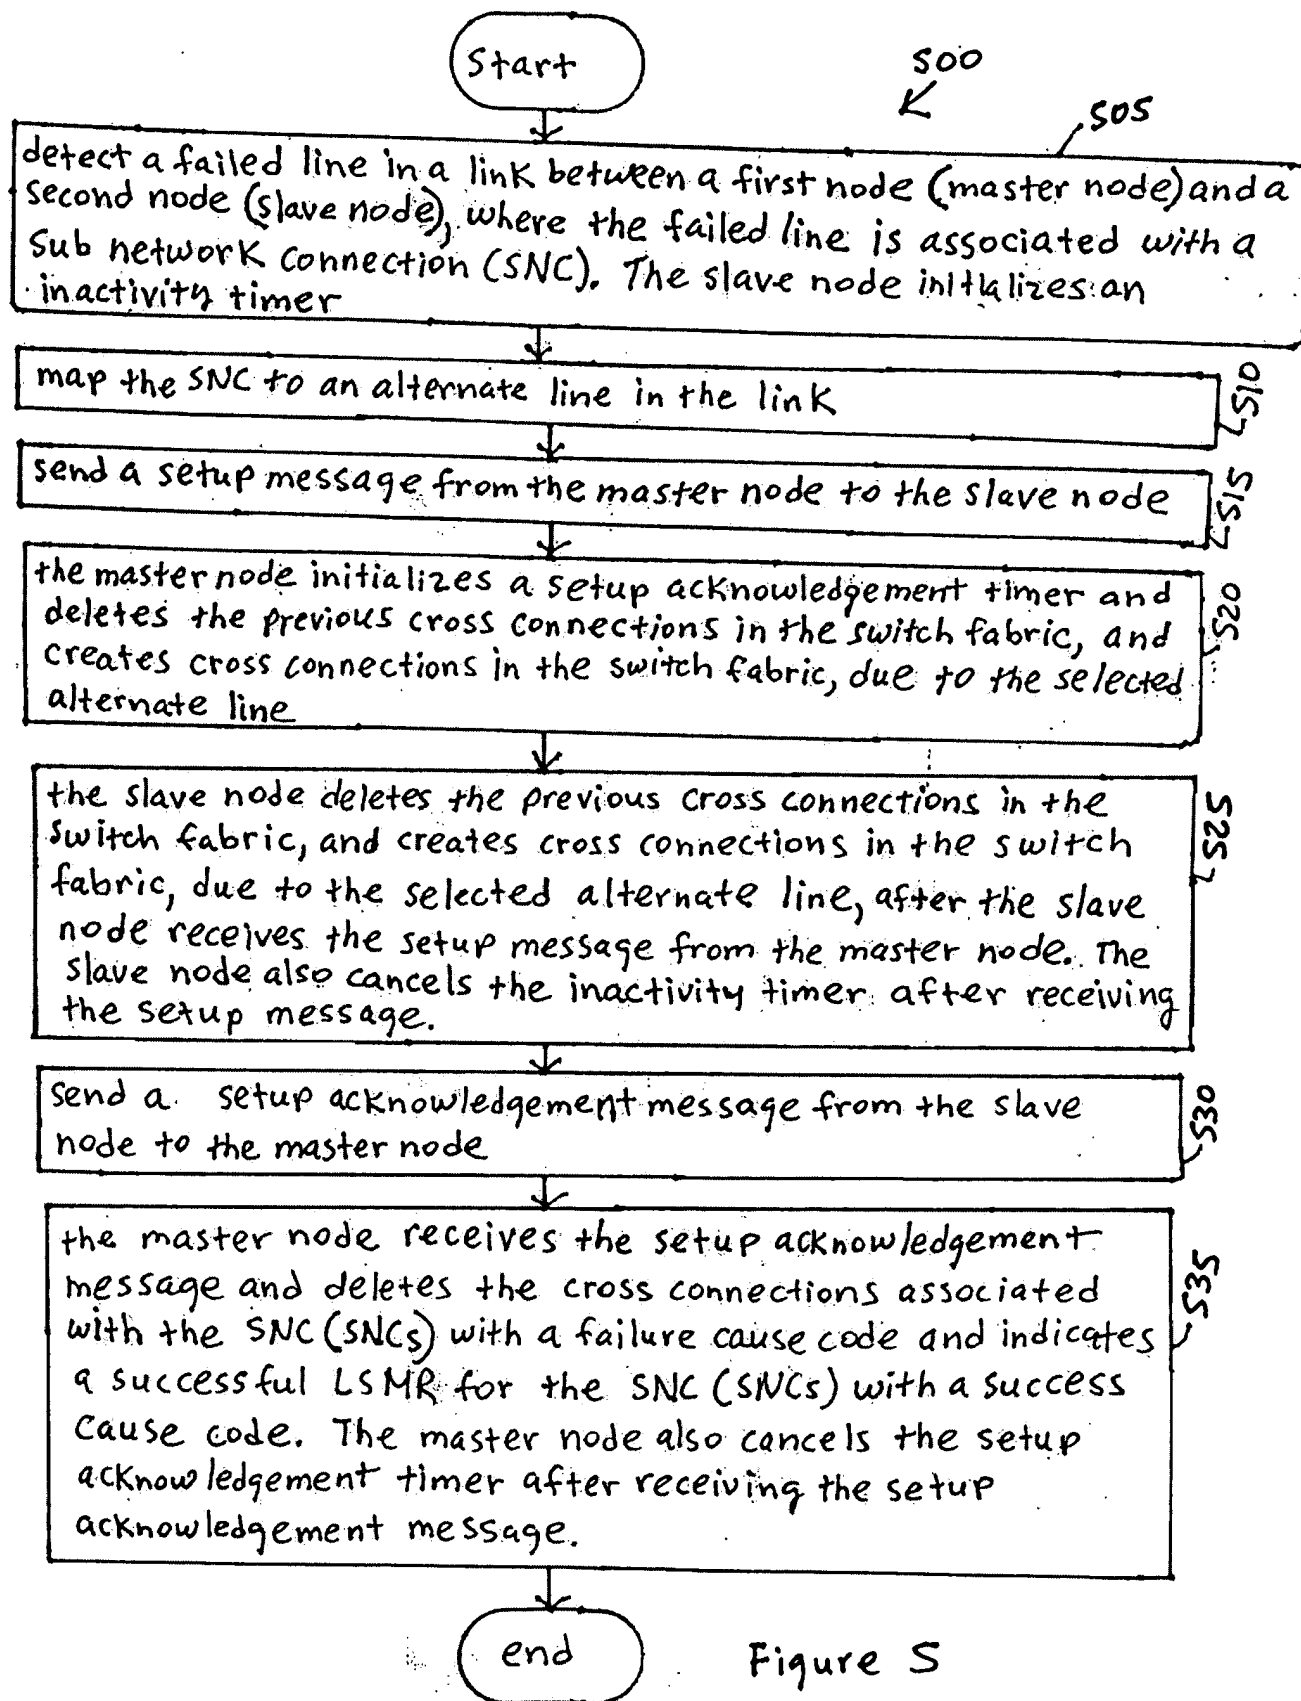 Start
500
505
detect a failed line in a link between a first node (master node) and a
second node (slave node), where the failed line is associated with a
Sub network connection (SNC). The slave node initializes an
inactivity timer
map the SNC to an alternate line in the link
510
send a setup message from the master node to the slave node
515
the master node initializes a setup acknowledgement timer and
deletes the previous cross connections in the switch fabric, and
creates cross connections in the switch fabric, due to the selected
alternate line
520
the slave node deletes the previous cross connections in the
switch fabric, and creates cross connections in the switch
fabric, due to the selected alternate line, after the slave
node receives the setup message from the master node. The
slave node also cancels the inactivity timer after receiving
the setup message.
525
send a setup acknowledgement message from the slave
node to the master node
530
the master node receives the setup acknowledgement
message and deletes the cross connections associated
with the SNC (SNCs) with a failure cause code and indicates
a successful LSMR for the SNC (SNCs) with a success
cause code. The master node also cancels the setup
acknowledgement timer after receiving the setup
acknowledgement message.
535
end
Figure 5